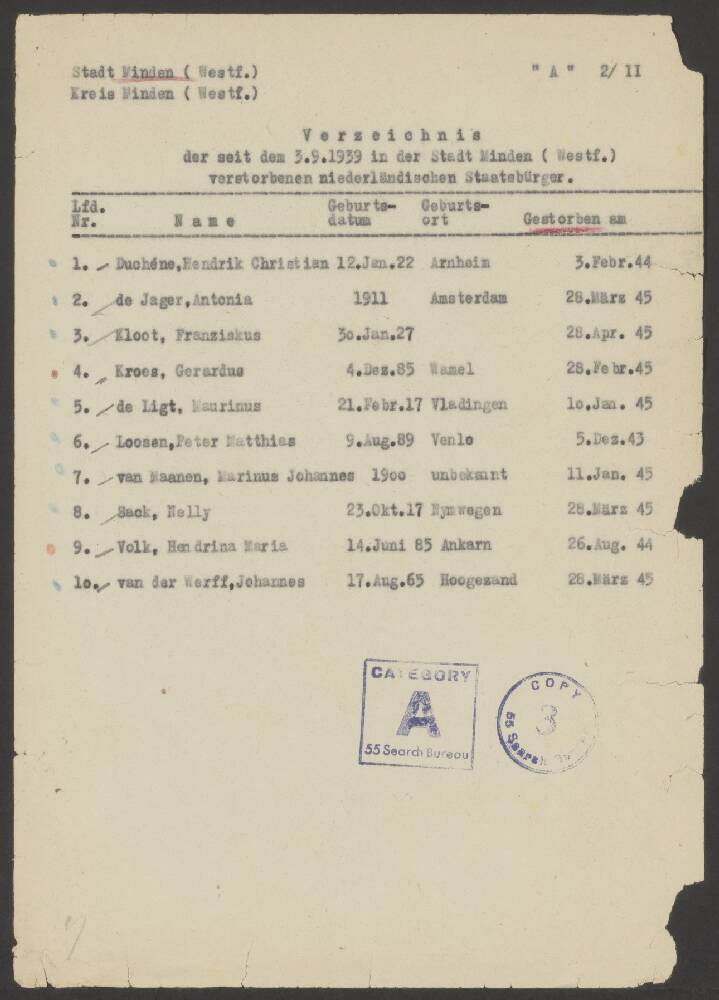 Stadt Minden ( Westf.) " A " 2/ II
Kreis Minden ( Westf.)
V e r z e i c h n i s
der seit dem 3.9.1939 in der Stadt Minden ( Westf.)
verstorbenen niederländischen Staatsbürger.
Lfd. Geburts- Geburts-
Nr. N a m e datum ort Gestorben am
1. Duchéne,Hendrik Christian 12.Jan.22 Arnheim 3.Febr.44
2. de Jager,Antonia 1911 Amsterdam 28.März 45
3. Kloot, Franziskus 3o.Jan.27 28.Apr. 45
4. Kroes, Gerardus 4.Dez.85 Wamel 28.Febr.45
5. de Ligt, Maurinus 21.Febr.17 Vladingen 1o.Jan. 45
6. Loosen,Peter Matthias 9.Aug.89 Venlo 5.Dez.43
7. van Maanen, Marinus Johannes 19oo unbekannt 11.Jan. 45
8. Sack, Nelly 23.Okt.17 Nymwegen 28.März 45
9. Volk, Hendrina Maria 14.Juni 85 Ankarn 26.Aug. 44
1o. van der Werff,Johannes 17.Aug.65 Hoogezand 28.März 45
CATEGORY
A
55 Search Bureau
COPY
3
55 Search